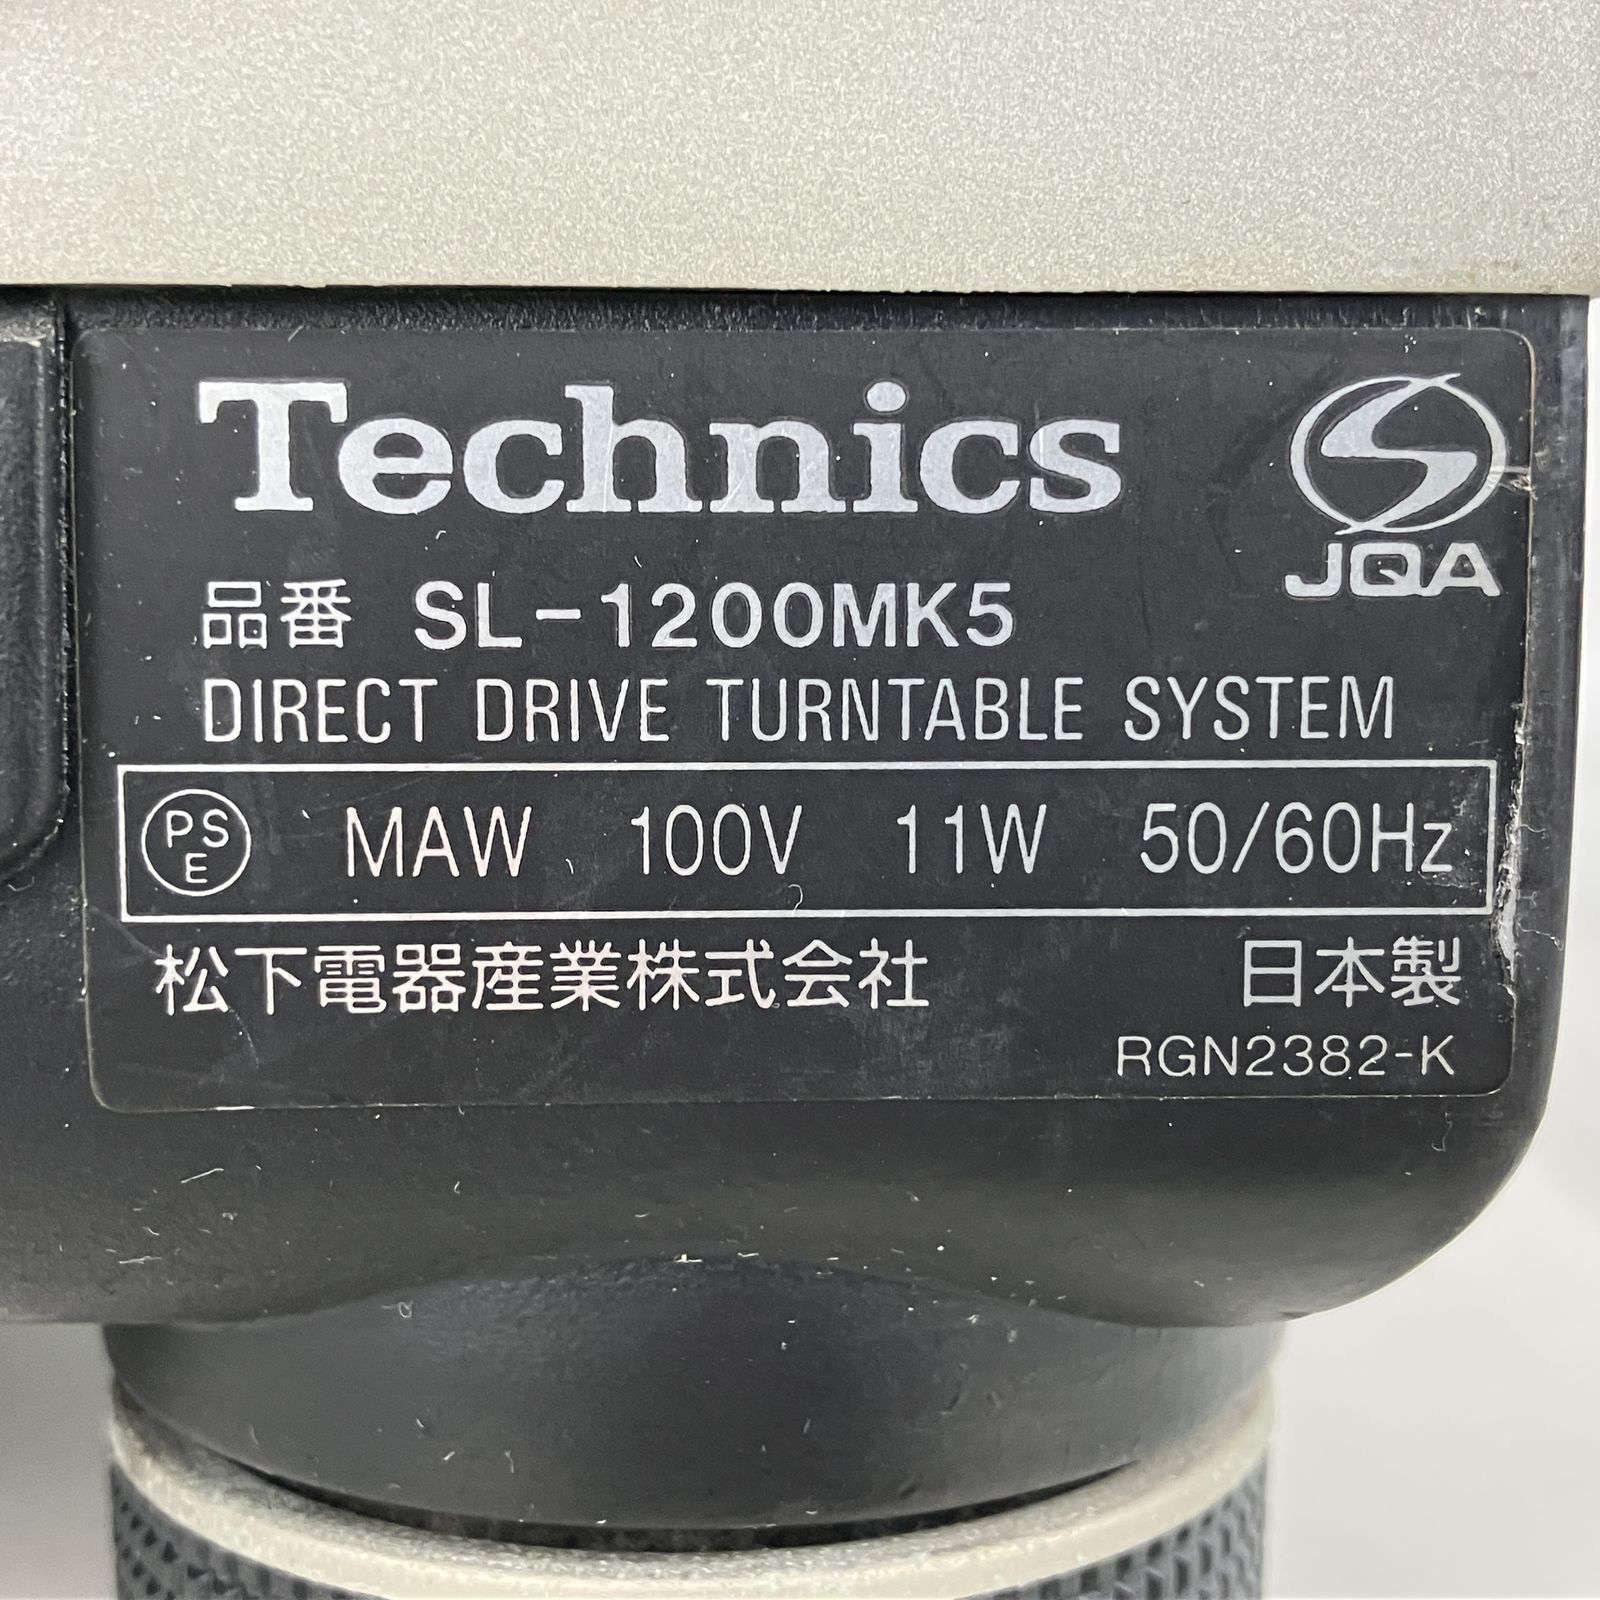 Technics
JQA
品番 SL-1200MK5
DIRECT DRIVE TURNTABLE SYSTEM
PS E MAW 100V 11W 50/60Hz
松下電器産業株式会社 日本製
RGN2382-K